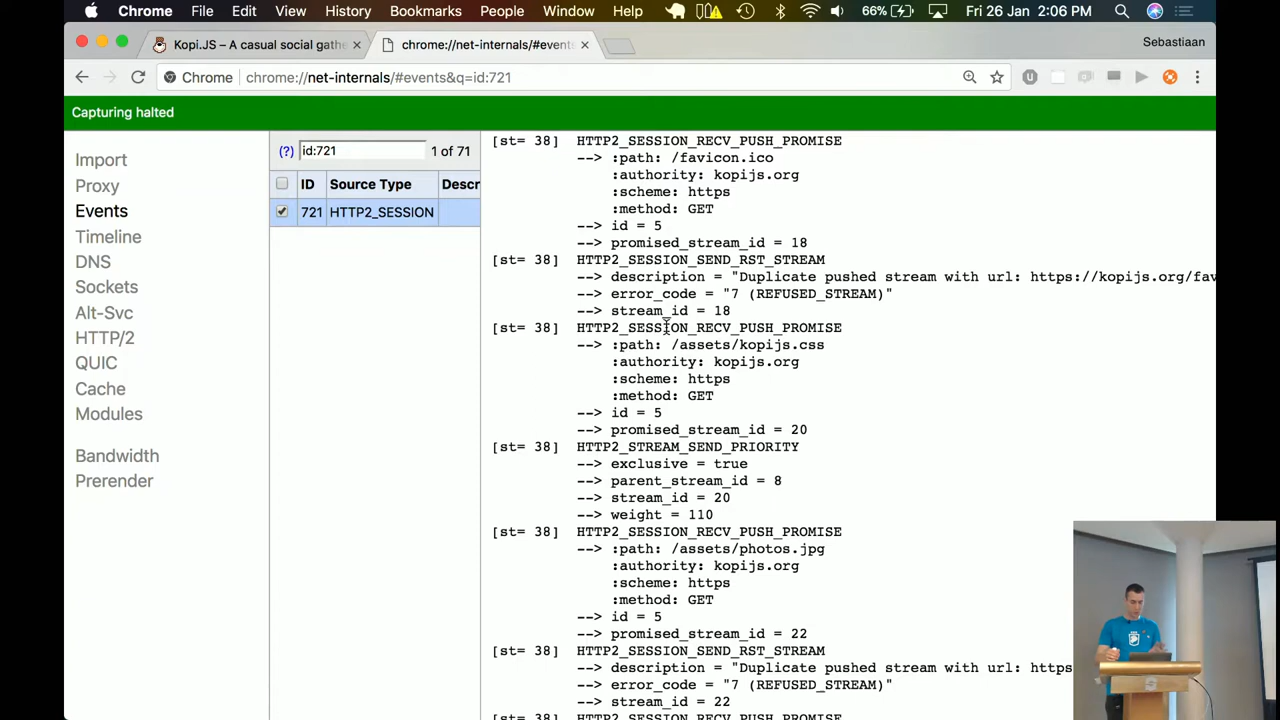 Chrome File Edit View History Bookmarks People Window Help 66% Fri 26 Jan 2:06 PM
Kopi.JS – A casual social gathe
chrome://net-internals/#events
Sebastiaan
Chrome chrome://net-internals/#events&q=id:721
Capturing halted
Import
Proxy
Events
Timeline
DNS
Sockets
Alt-Svc
HTTP/2
QUIC
Cache
Modules
Bandwidth
Prerender
(?) id:721 1 of 71
ID Source Type Descr
721 HTTP2_SESSION
[st= 38] HTTP2_SESSION_RECV_PUSH_PROMISE
--> :path: /favicon.ico
:authority: kopijs.org
:scheme: https
:method: GET
--> id = 5
--> promised_stream_id = 18
[st= 38] HTTP2_SESSION_SEND_RST_STREAM
--> description = "Duplicate pushed stream with url: https://kopijs.org/fav
--> error_code = "7 (REFUSED_STREAM)"
--> stream_id = 18
[st= 38] HTTP2_SESSION_RECV_PUSH_PROMISE
--> :path: /assets/kopijs.css
:authority: kopijs.org
:scheme: https
:method: GET
--> id = 5
--> promised_stream_id = 20
[st= 38] HTTP2_STREAM_SEND_PRIORITY
--> exclusive = true
--> parent_stream_id = 8
--> stream_id = 20
--> weight = 110
[st= 38] HTTP2_SESSION_RECV_PUSH_PROMISE
--> :path: /assets/photos.jpg
:authority: kopijs.org
:scheme: https
:method: GET
--> id = 5
--> promised_stream_id = 22
[st= 38] HTTP2_SESSION_SEND_RST_STREAM
--> description = "Duplicate pushed stream with url: https
--> error_code = "7 (REFUSED_STREAM)"
--> stream_id = 22
[st= 38] HTTP2_SESSION_RECV_PUSH_PROMISE